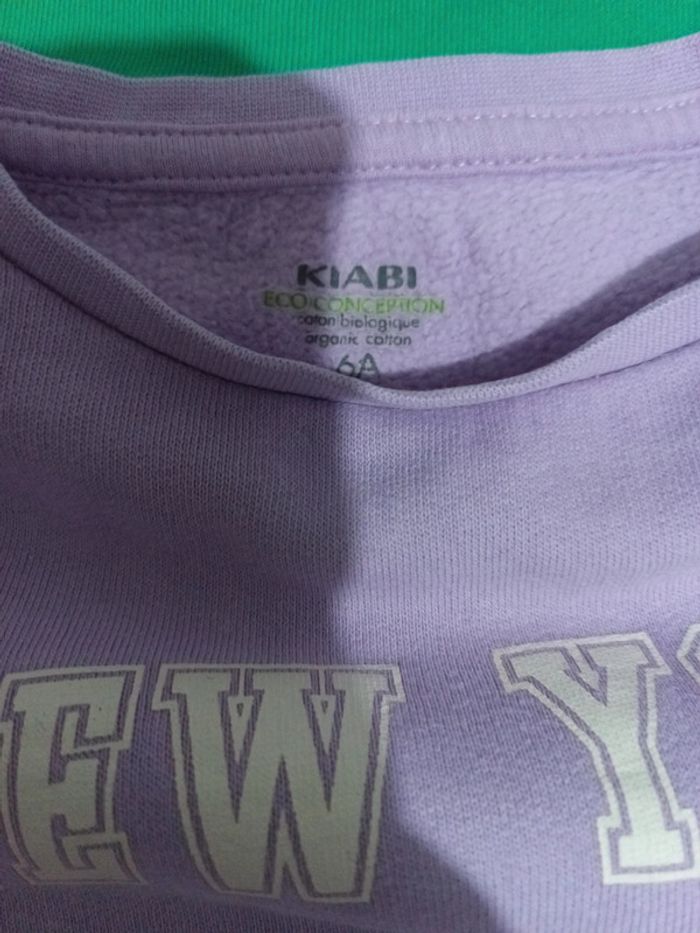 KIABI
ECO CONCEPTION
coton biologique
organic cotton
6A
EW Y